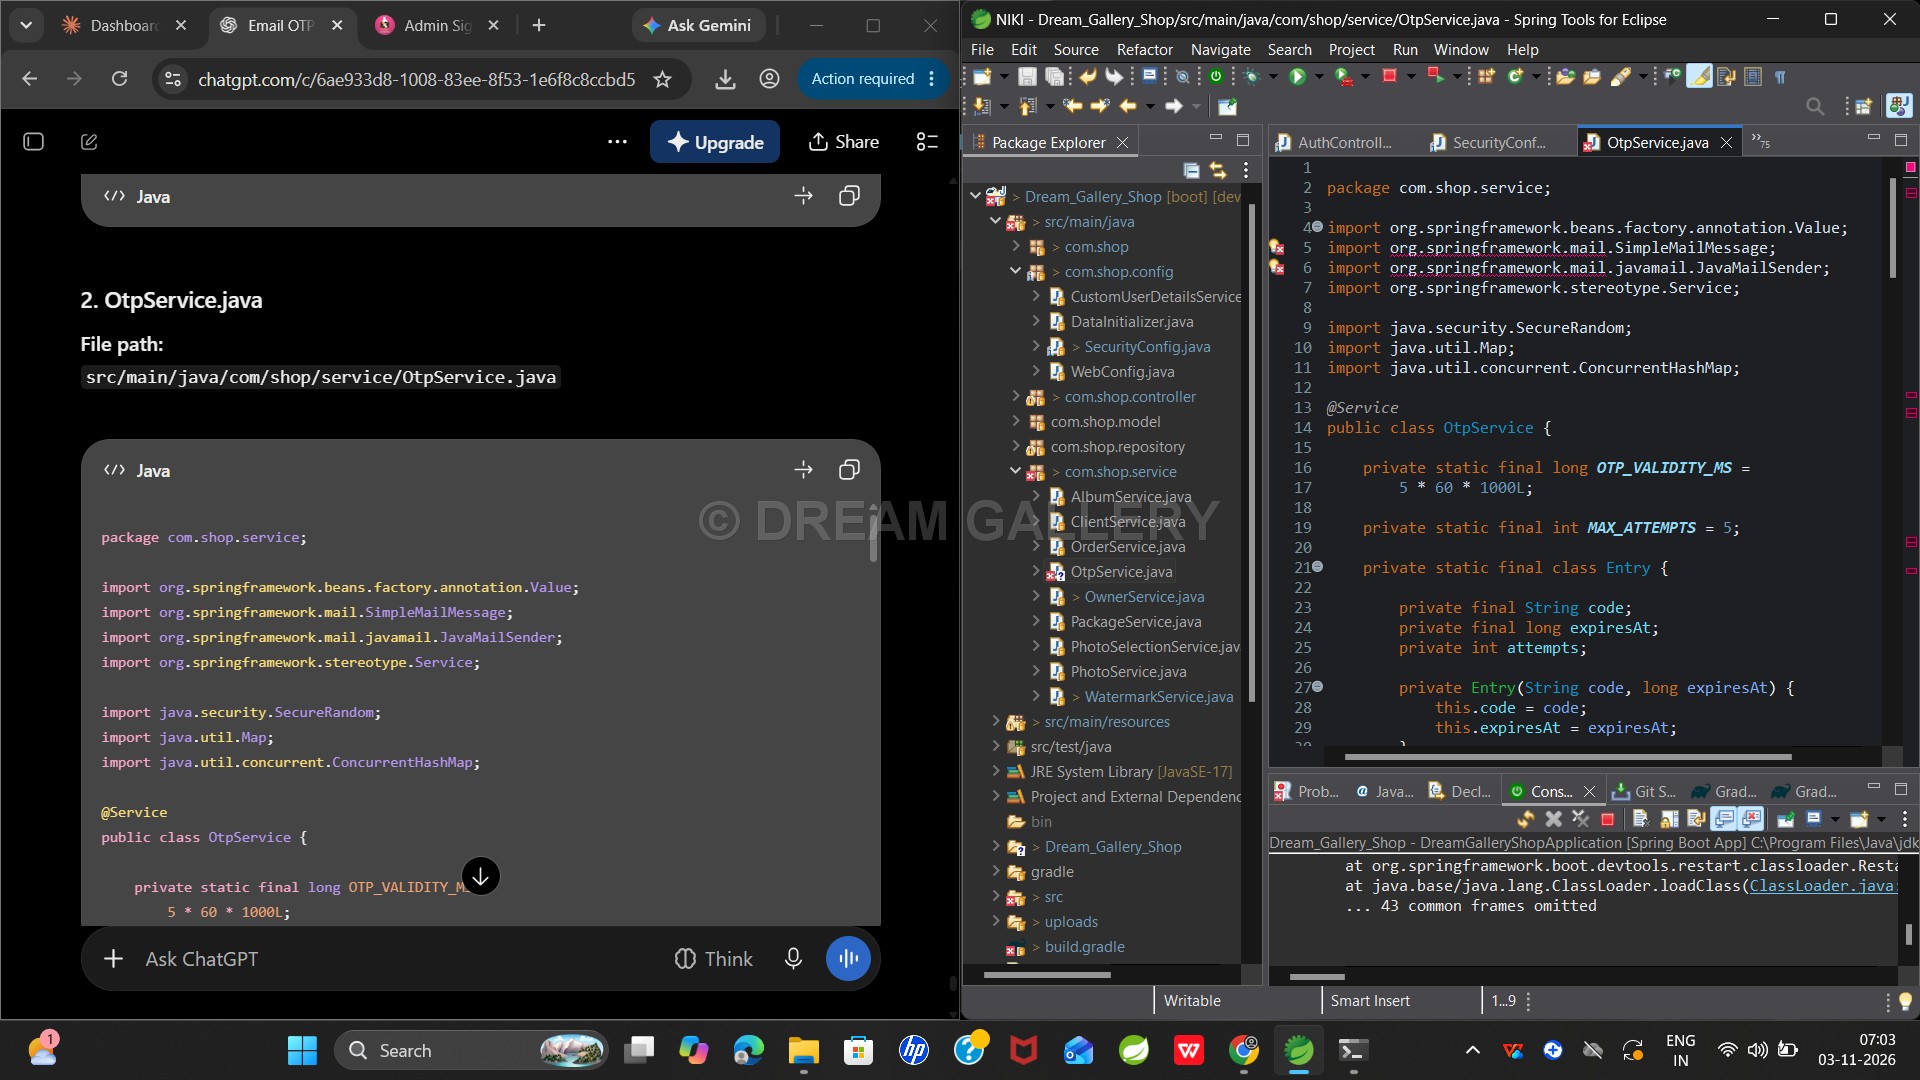 Dashboar
Email OTP
Admin Sig
Ask Gemini
chatgpt.com/c/6ae933d8-1008-83ee-8f53-1e6f8c8ccbd5
Action required
Upgrade
Share
Java
2. OtpService.java
File path:
src/main/java/com/shop/service/OtpService.java
Java
package com.shop.service;
import org.springframework.beans.factory.annotation.Value;
import org.springframework.mail.SimpleMailMessage;
import org.springframework.mail.javamail.JavaMailSender;
import org.springframework.stereotype.Service;
import java.security.SecureRandom;
import java.util.Map;
import java.util.concurrent.ConcurrentHashMap;
@Service
public class OtpService {
private static final long OTP_VALIDITY_M
5 * 60 * 1000L;
Ask ChatGPT
Think
© DREAM GALLERY
NIKI - Dream_Gallery_Shop/src/main/java/com/shop/service/OtpService.java - Spring Tools for Eclipse
File Edit Source Refactor Navigate Search Project Run Window Help
Package Explorer
> Dream_Gallery_Shop [boot] [dev
> src/main/java
> com.shop
> com.shop.config
CustomUserDetailsService
DataInitializer.java
> SecurityConfig.java
WebConfig.java
> com.shop.controller
com.shop.model
com.shop.repository
> com.shop.service
AlbumService.java
ClientService.java
OrderService.java
OtpService.java
> OwnerService.java
PackageService.java
PhotoSelectionService.jav
PhotoService.java
> WatermarkService.java
> src/main/resources
src/test/java
JRE System Library [JavaSE-17]
Project and External Dependenc
bin
> Dream_Gallery_Shop
gradle
> src
> uploads
> build.gradle
AuthControll...
SecurityConf...
OtpService.java
»75
1
2 package com.shop.service;
3
4 import org.springframework.beans.factory.annotation.Value;
5 import org.springframework.mail.SimpleMailMessage;
6 import org.springframework.mail.javamail.JavaMailSender;
7 import org.springframework.stereotype.Service;
8
9 import java.security.SecureRandom;
10 import java.util.Map;
11 import java.util.concurrent.ConcurrentHashMap;
12
13 @Service
14 public class OtpService {
15
16 private static final long OTP_VALIDITY_MS =
17 5 * 60 * 1000L;
18
19 private static final int MAX_ATTEMPTS = 5;
20
21 private static final class Entry {
22
23 private final String code;
24 private final long expiresAt;
25 private int attempts;
26
27 private Entry(String code, long expiresAt) {
28 this.code = code;
29 this.expiresAt = expiresAt;
30 }
Prob...
Java...
Decl...
Cons...
Git S...
Grad...
Grad...
Dream_Gallery_Shop - DreamGalleryShopApplication [Spring Boot App] C:\Program Files\Java\jdk
at org.springframework.boot.devtools.restart.classloader.Resta
at java.base/java.lang.ClassLoader.loadClass(ClassLoader.java:
... 43 common frames omitted
Writable
Smart Insert
1...9
1
Search
hp
W
ENG
IN
07:03
03-11-2026